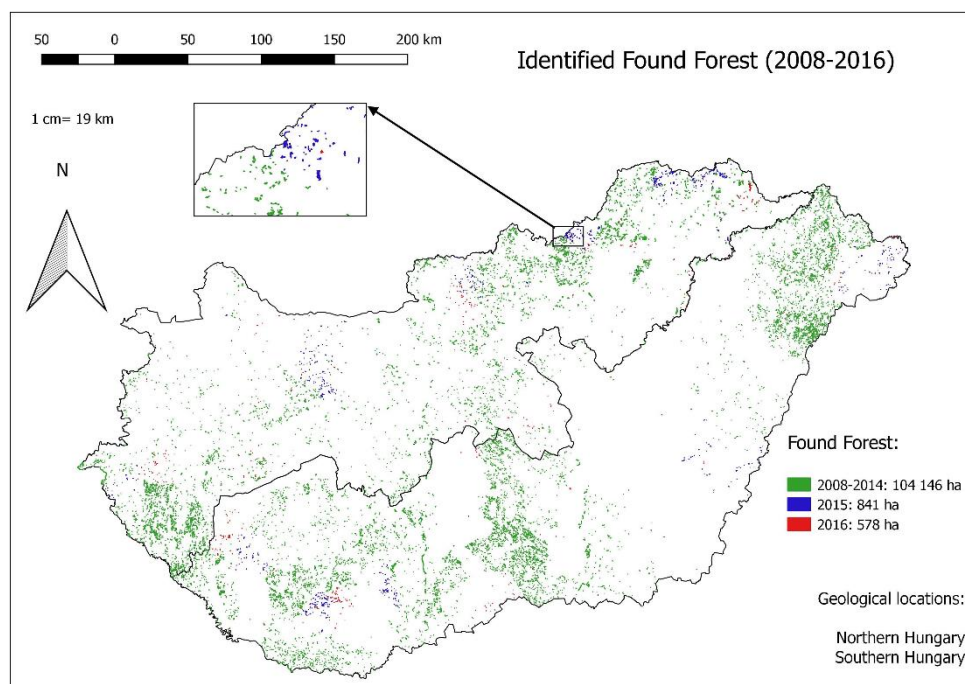 50 0 50 100 150 200 km
Identified Found Forest (2008-2016)
1 cm= 19 km
N
Found Forest:
2008-2014: 104 146 ha
2015: 841 ha
2016: 578 ha
Geological locations:
Northern Hungary
Southern Hungary